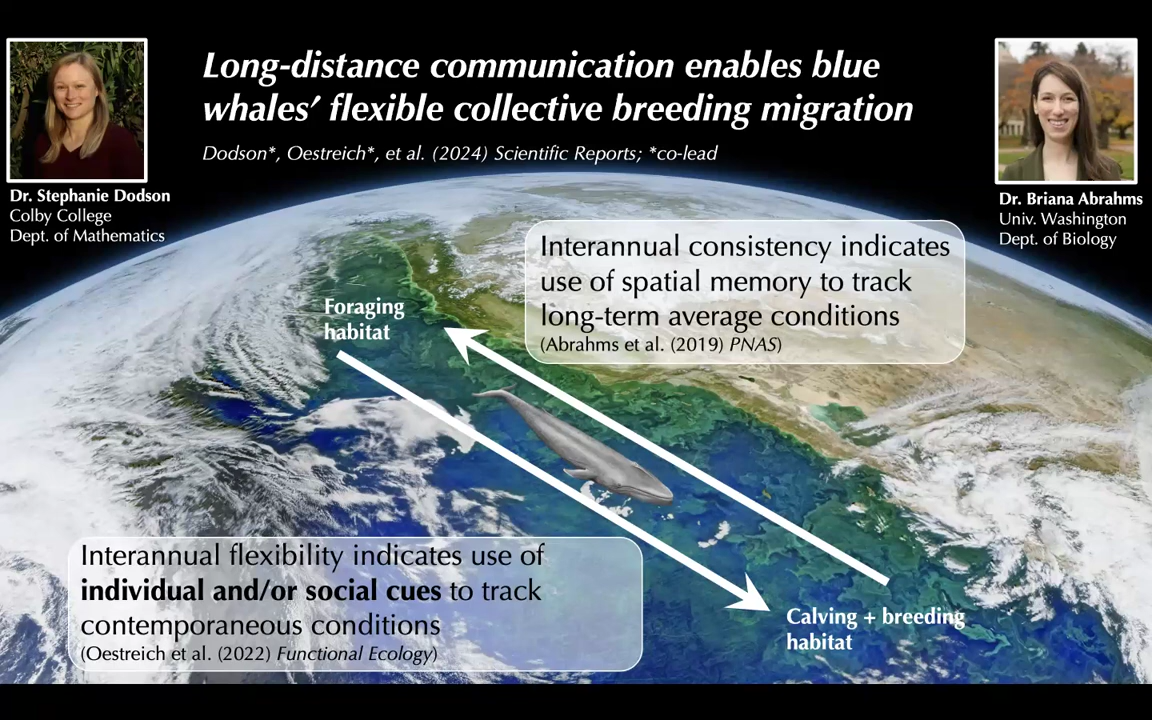 Long-distance communication enables blue
whales’ flexible collective breeding migration
Dodson*, Oestreich*, et al. (2024) Scientific Reports; *co-lead
Dr. Stephanie Dodson
Colby College
Dept. of Mathematics
Dr. Briana Abrahms
Univ. Washington
Dept. of Biology
Interannual consistency indicates
use of spatial memory to track
long-term average conditions
(Abrahms et al. (2019) PNAS)
Foraging
habitat
Interannual flexibility indicates use of
individual and/or social cues to track
contemporaneous conditions
(Oestreich et al. (2022) Functional Ecology)
Calving + breeding
habitat